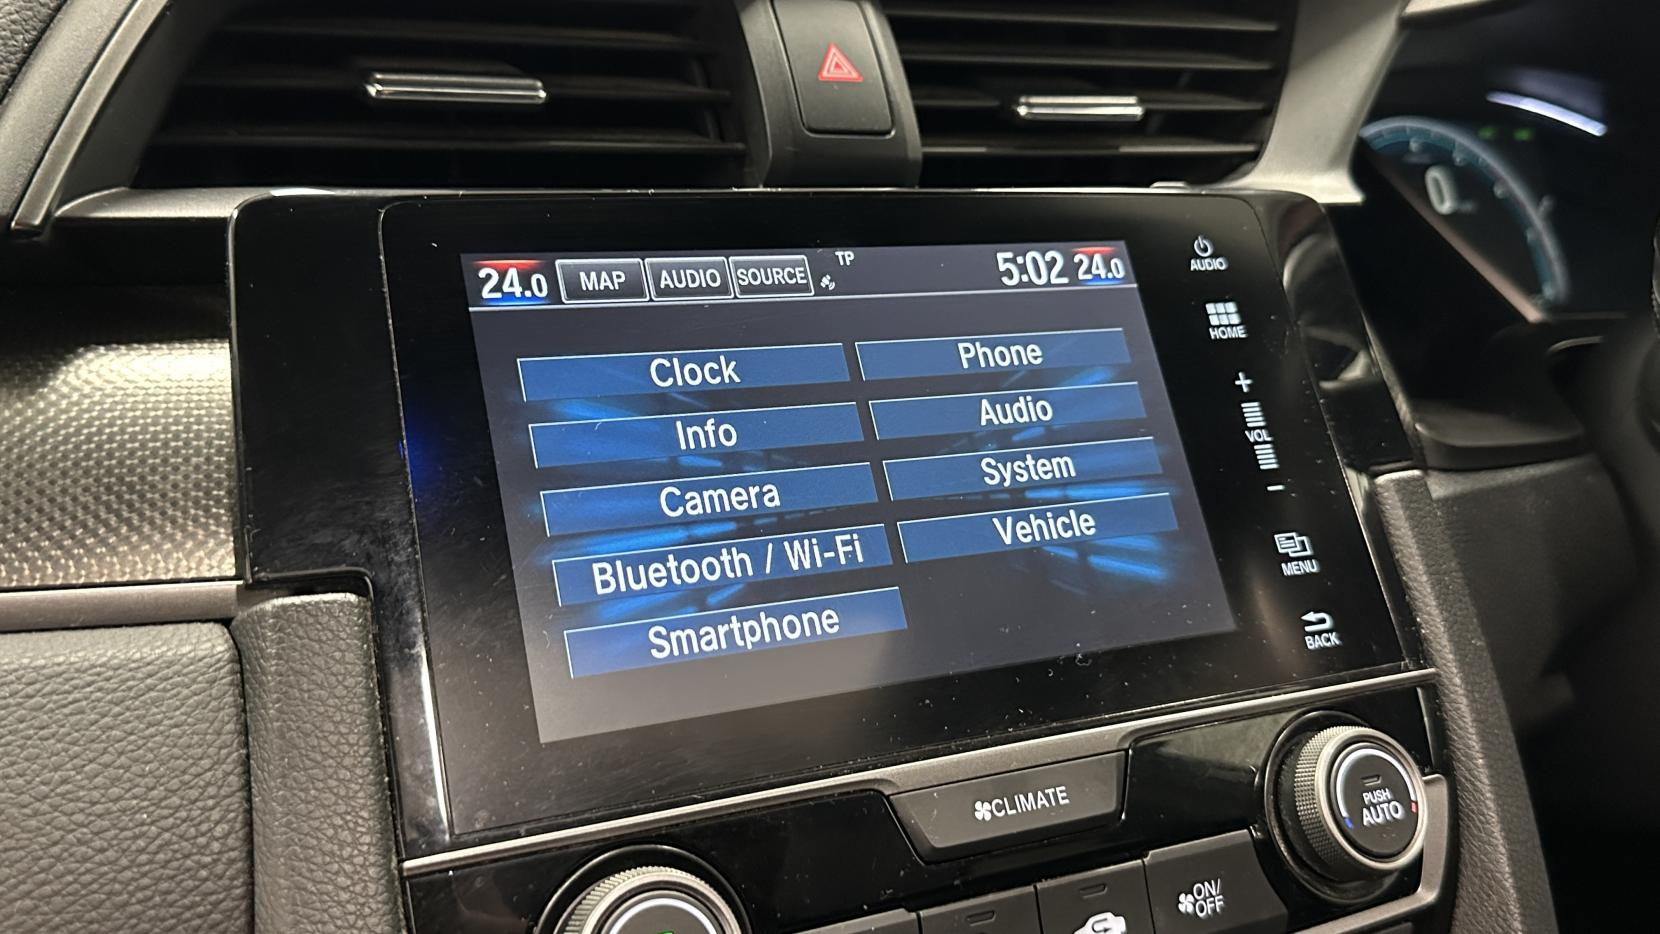 24.0 MAP AUDIO SOURCE TP 5:02 24.0
Clock
Phone
Info
Audio
Camera
System
Bluetooth / Wi-Fi
Vehicle
Smartphone
AUDIO
HOME
+
VOL
-
MENU
BACK
CLIMATE
PUSH
AUTO
ON/
OFF
0